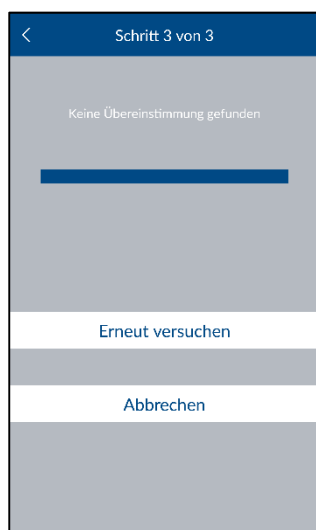 Schritt 3 von 3
Keine Übereinstimmung gefunden
Erneut versuchen
Abbrechen